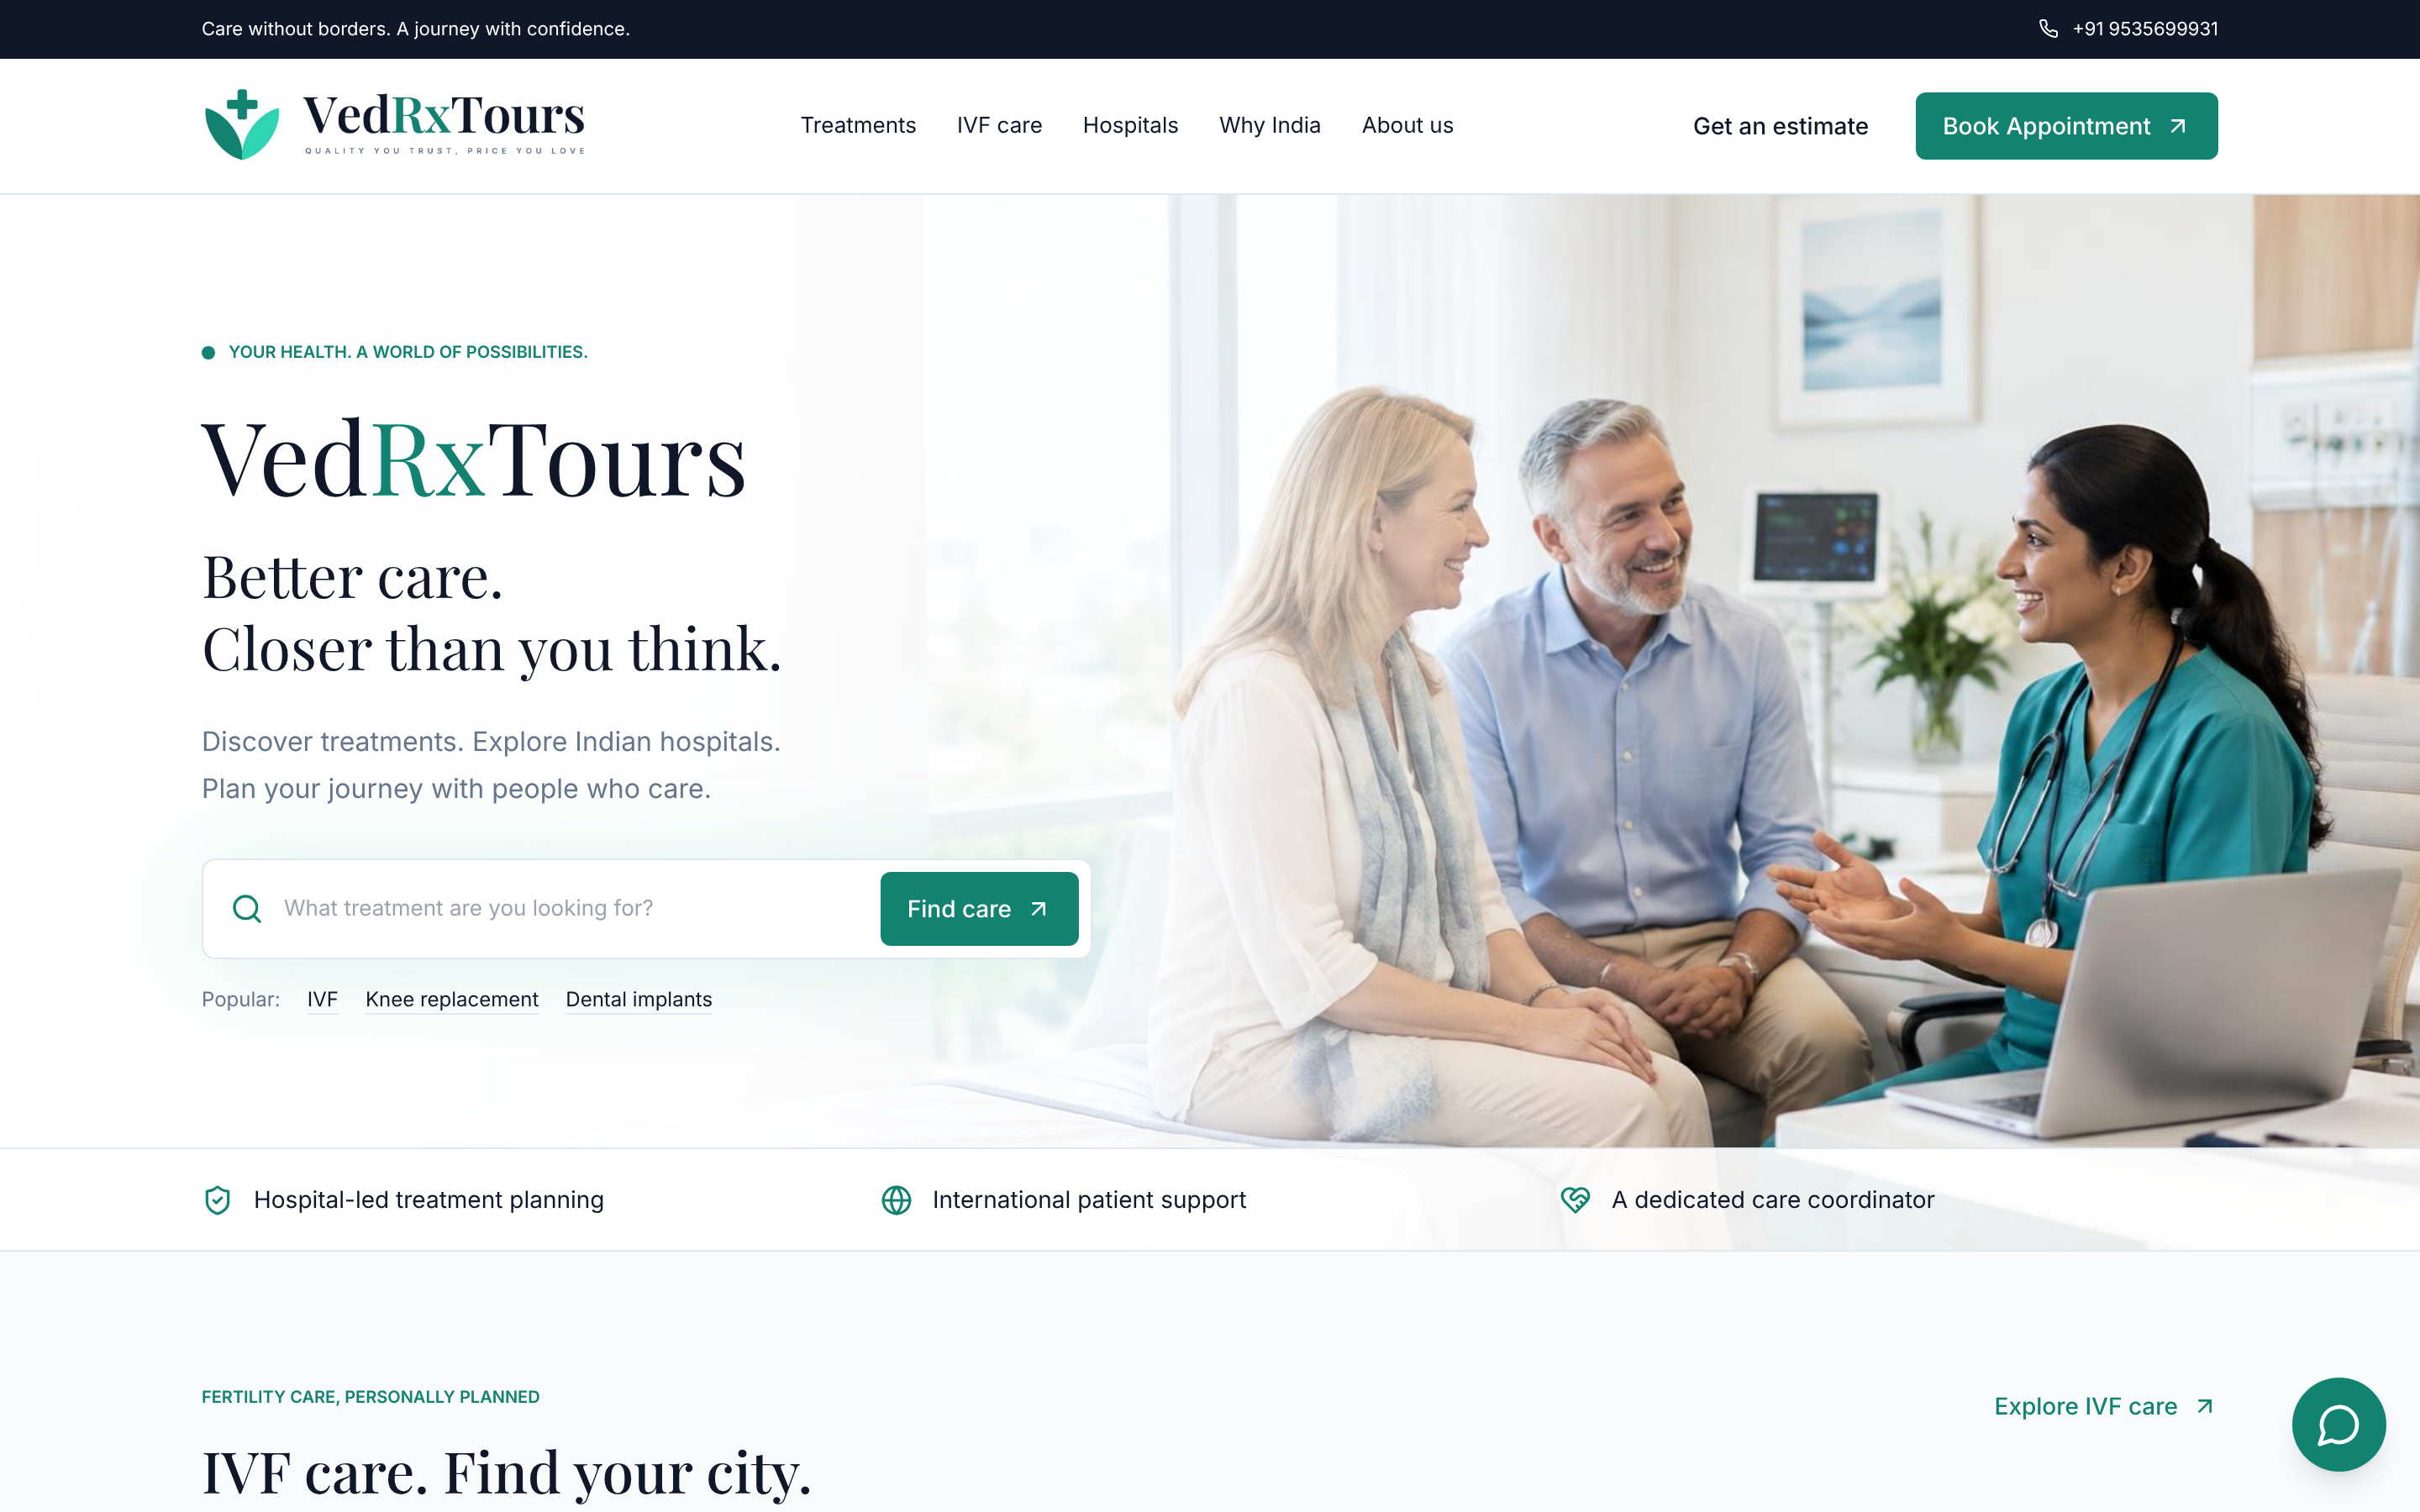 Care without borders. A journey with confidence.
+91 9535699931
VedRxTours
QUALITY YOU TRUST, PRICE YOU LOVE
Treatments
IVF care
Hospitals
Why India
About us
Get an estimate
Book Appointment
YOUR HEALTH. A WORLD OF POSSIBILITIES.
VedRxTours
Better care.
Closer than you think.
Discover treatments. Explore Indian hospitals.
Plan your journey with people who care.
What treatment are you looking for?
Find care
Popular: IVF Knee replacement Dental implants
Hospital-led treatment planning
International patient support
A dedicated care coordinator
FERTILITY CARE, PERSONALLY PLANNED
Explore IVF care
IVF care. Find your city.